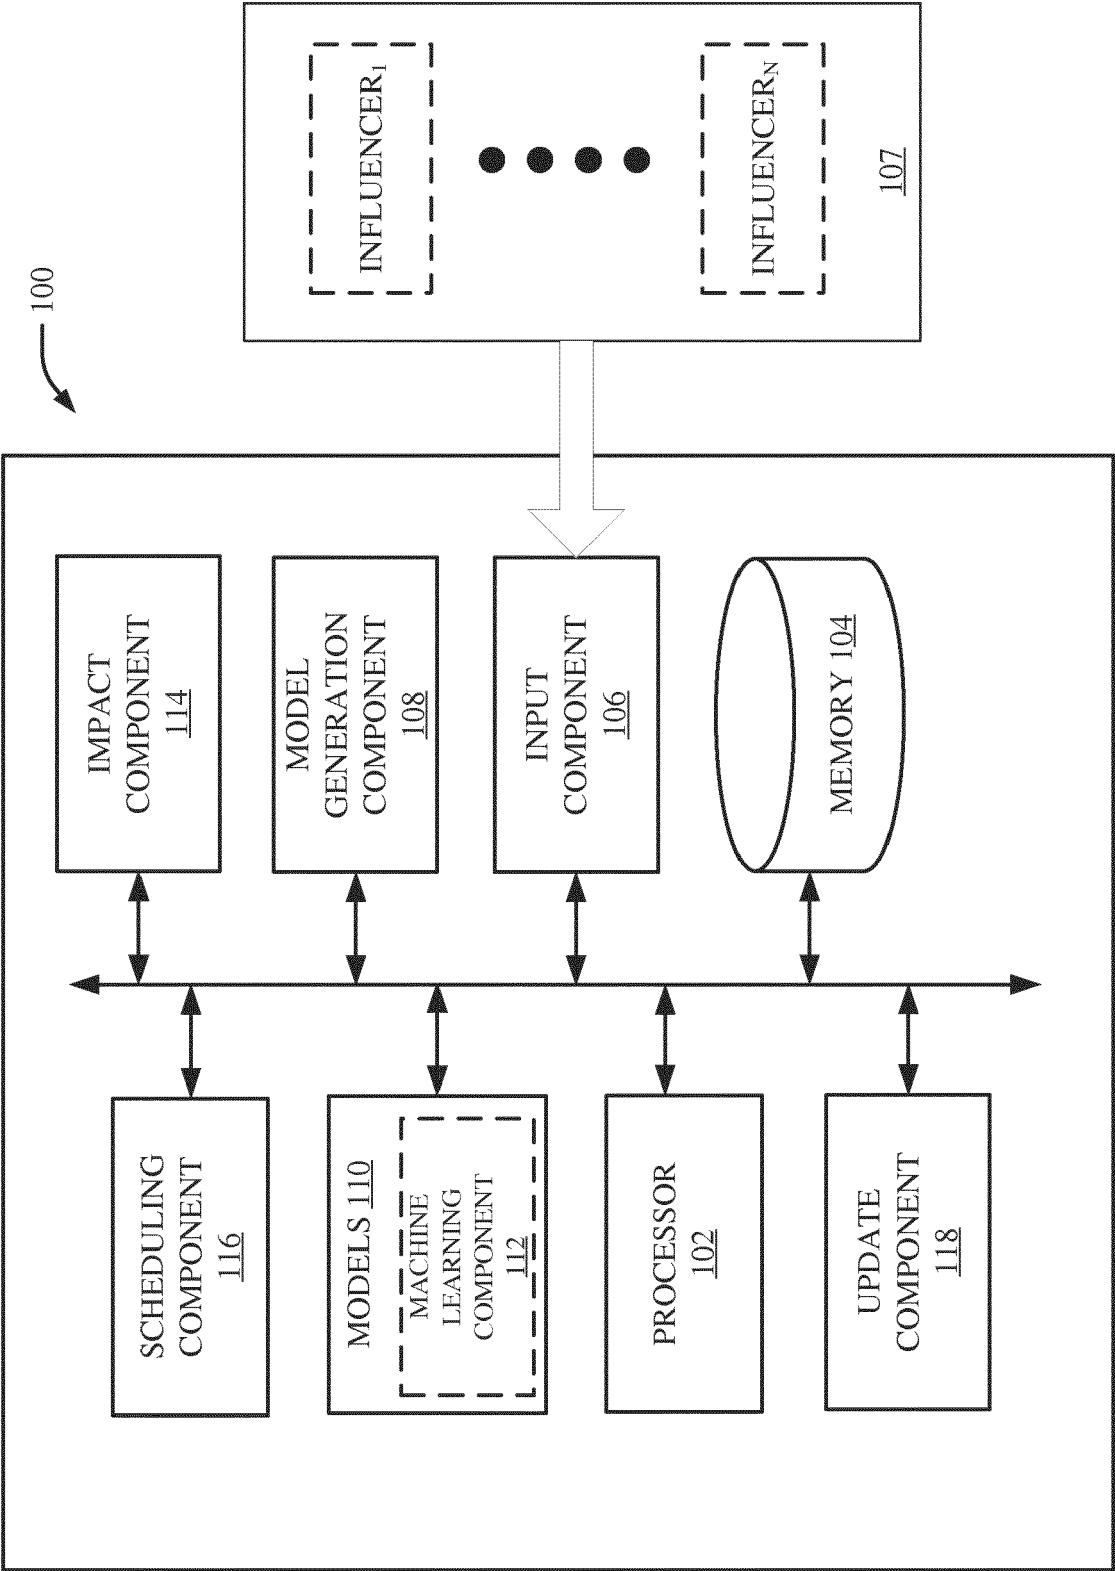 100
SCHEDULING
COMPONENT
116
MODELS 110
MACHINE
LEARNING
COMPONENT
112
PROCESSOR
102
UPDATE
COMPONENT
118
IMPACT
COMPONENT
114
MODEL
GENERATION
COMPONENT
108
INPUT
COMPONENT
106
MEMORY 104
INFLUENCER₁
INFLUENCER_N
107